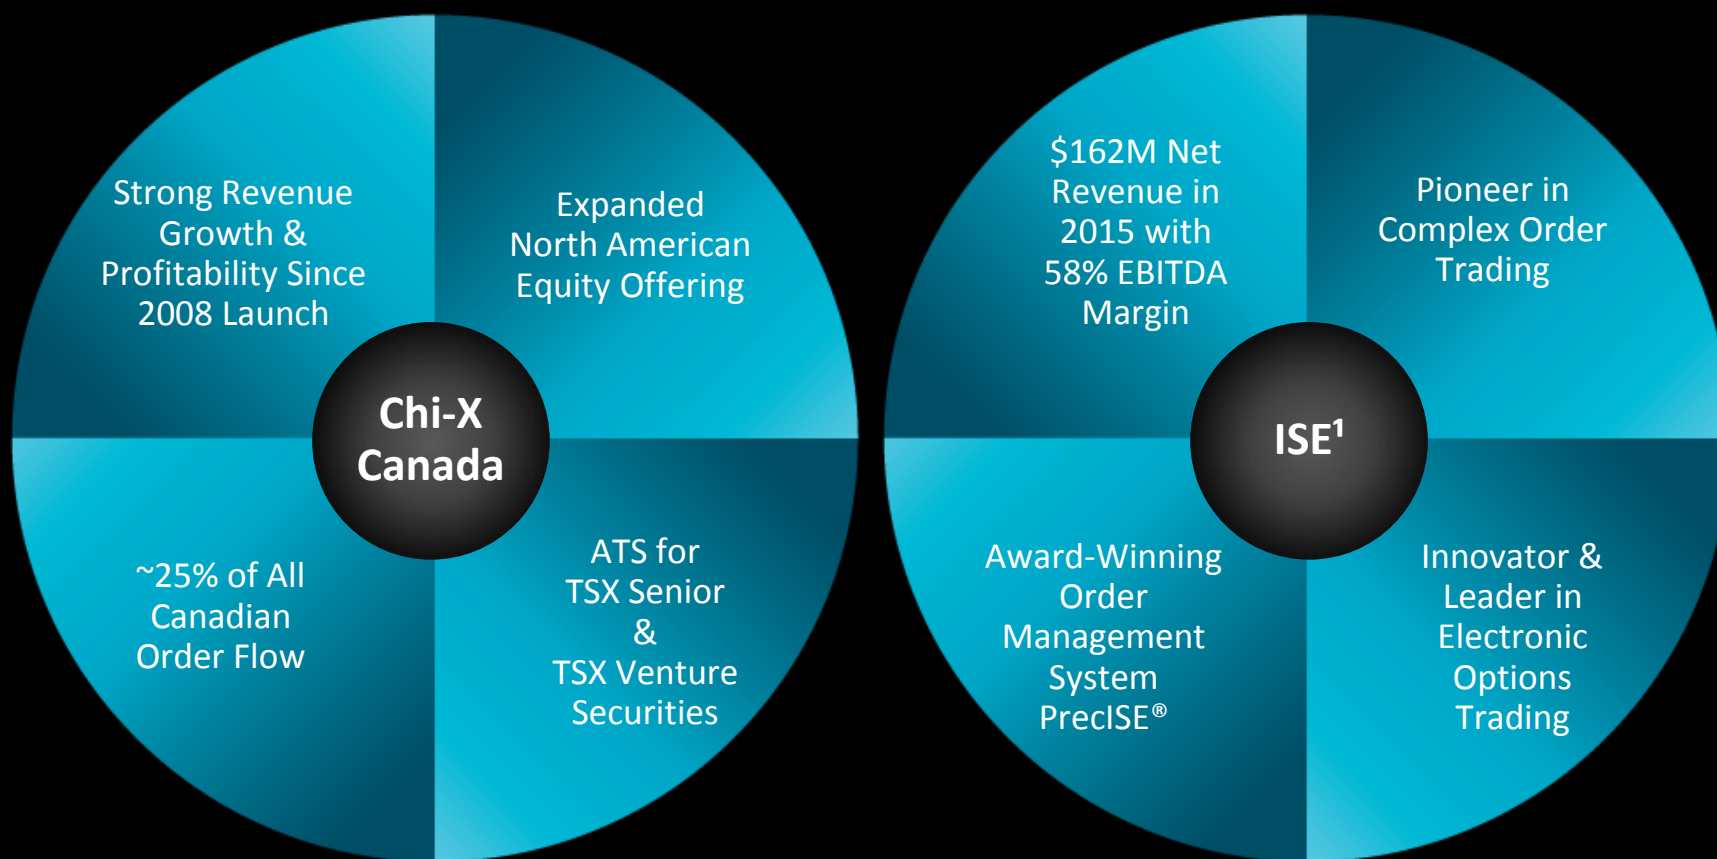 Strong Revenue
Growth &
Profitability Since
2008 Launch
Expanded
North American
Equity Offering
Chi-X
Canada
~25% of All
Canadian
Order Flow
ATS for
TSX Senior
&
TSX Venture
Securities
$162M Net
Revenue in
2015 with
58% EBITDA
Margin
Pioneer in
Complex Order
Trading
ISE¹
Award-Winning
Order
Management
System
PrecISE®
Innovator &
Leader in
Electronic
Options
Trading